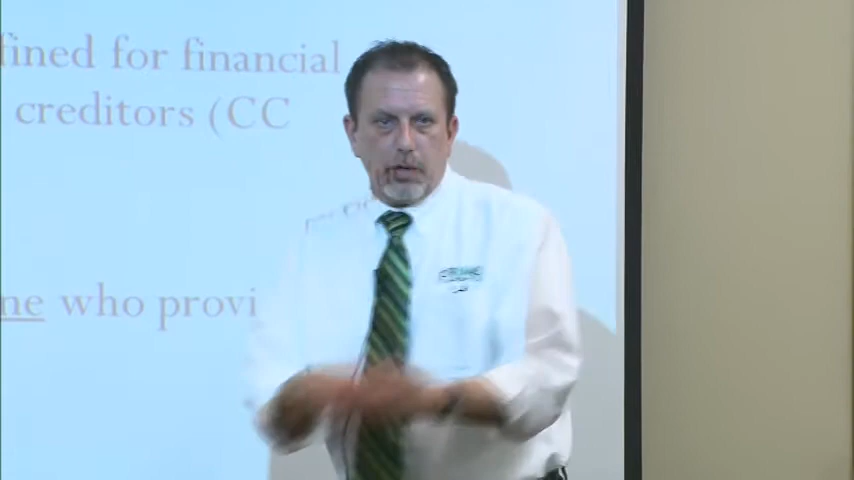 fined for financial
creditors (CC
ne who provi